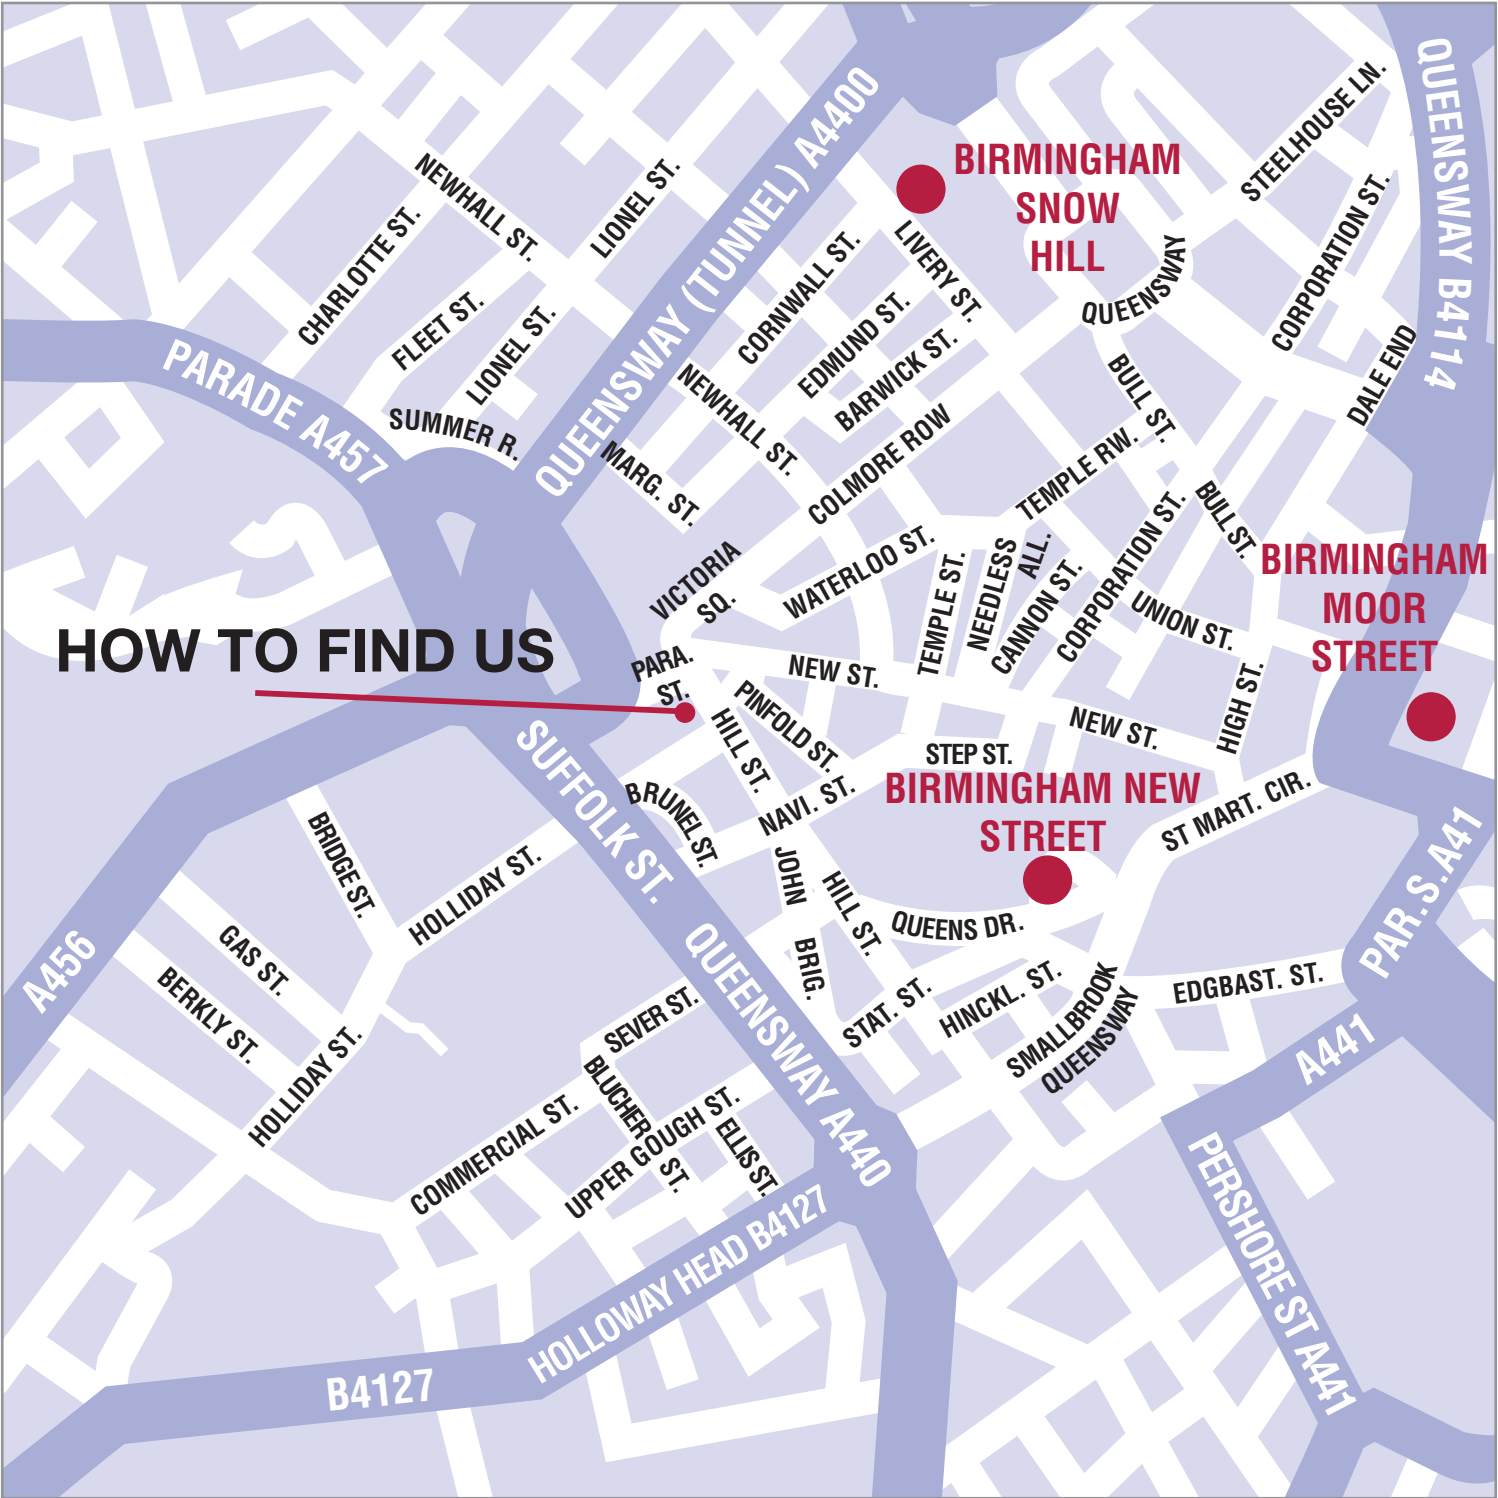 QUEENSWAY B4114
STEELHOUSE LN.
QUEENSWAY (TUNNEL) A4400
BIRMINGHAM
SNOW
HILL
NEWHALL ST.
LIONEL ST.
CHARLOTTE ST.
CORPORATION ST.
LIVERY ST.
CORNWALL ST.
QUEENSWAY
FLEET ST.
LIONEL ST.
EDMUND ST.
BARWICK ST.
DALE END
PARADE A457
BULL ST.
NEWHALL ST.
SUMMER R.
COLMORE ROW
TEMPLE RW.
MARG. ST.
BULL ST.
CORPORATION ST.
VICTORIA
SQ.
WATERLOO ST.
TEMPLE ST.
NEEDLESS
ALL.
CANNON ST.
BIRMINGHAM
MOOR
STREET
UNION ST.
HOW TO FIND US
PARA.
ST.
NEW ST.
HIGH ST.
PINFOLD ST.
HILL ST.
NEW ST.
STEP ST.
SUFFOLK ST.
BRUNEL ST.
NAVI. ST.
BIRMINGHAM NEW
STREET
ST MART. CIR.
BRIDGE ST.
HOLLIDAY ST.
JOHN
HILL ST.
PAR.S.A41
QUEENS DR.
A456
GAS ST.
BERKLY ST.
BRIG.
QUEENSWAY A440
SEVER ST.
STAT. ST.
HINCKL. ST.
SMALLBROOK
QUEENSWAY
EDGBAST. ST.
A441
HOLLIDAY ST.
BLUCHER
ST.
COMMERCIAL ST.
UPPER GOUGH ST.
ELLIS ST.
PERSHORE ST A441
HOLLOWAY HEAD B4127
B4127